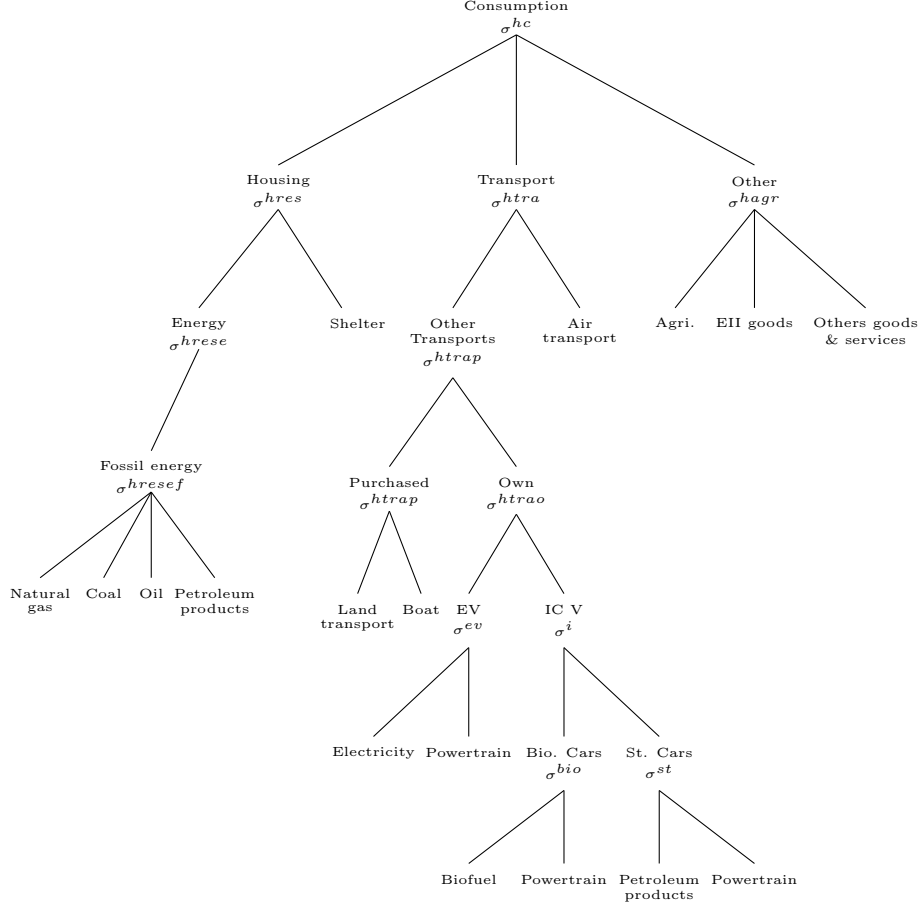 Consumption
σ^{hc}
Housing
σ^{hres}
Transport
σ^{htra}
Other
σ^{hagr}
Energy
σ^{hrese}
Shelter
Other
Transports
σ^{htrap}
Air
transport
Agri.
EII goods
Others goods
& services
Fossil energy
σ^{hresef}
Purchased
σ^{htrap}
Own
σ^{htrao}
Natural
gas
Coal
Oil
Petroleum
products
Land
transport
Boat
EV
σ^{ev}
IC V
σ^{i}
Electricity
Powertrain
Bio. Cars
σ^{bio}
St. Cars
σ^{st}
Biofuel
Powertrain
Petroleum
products
Powertrain